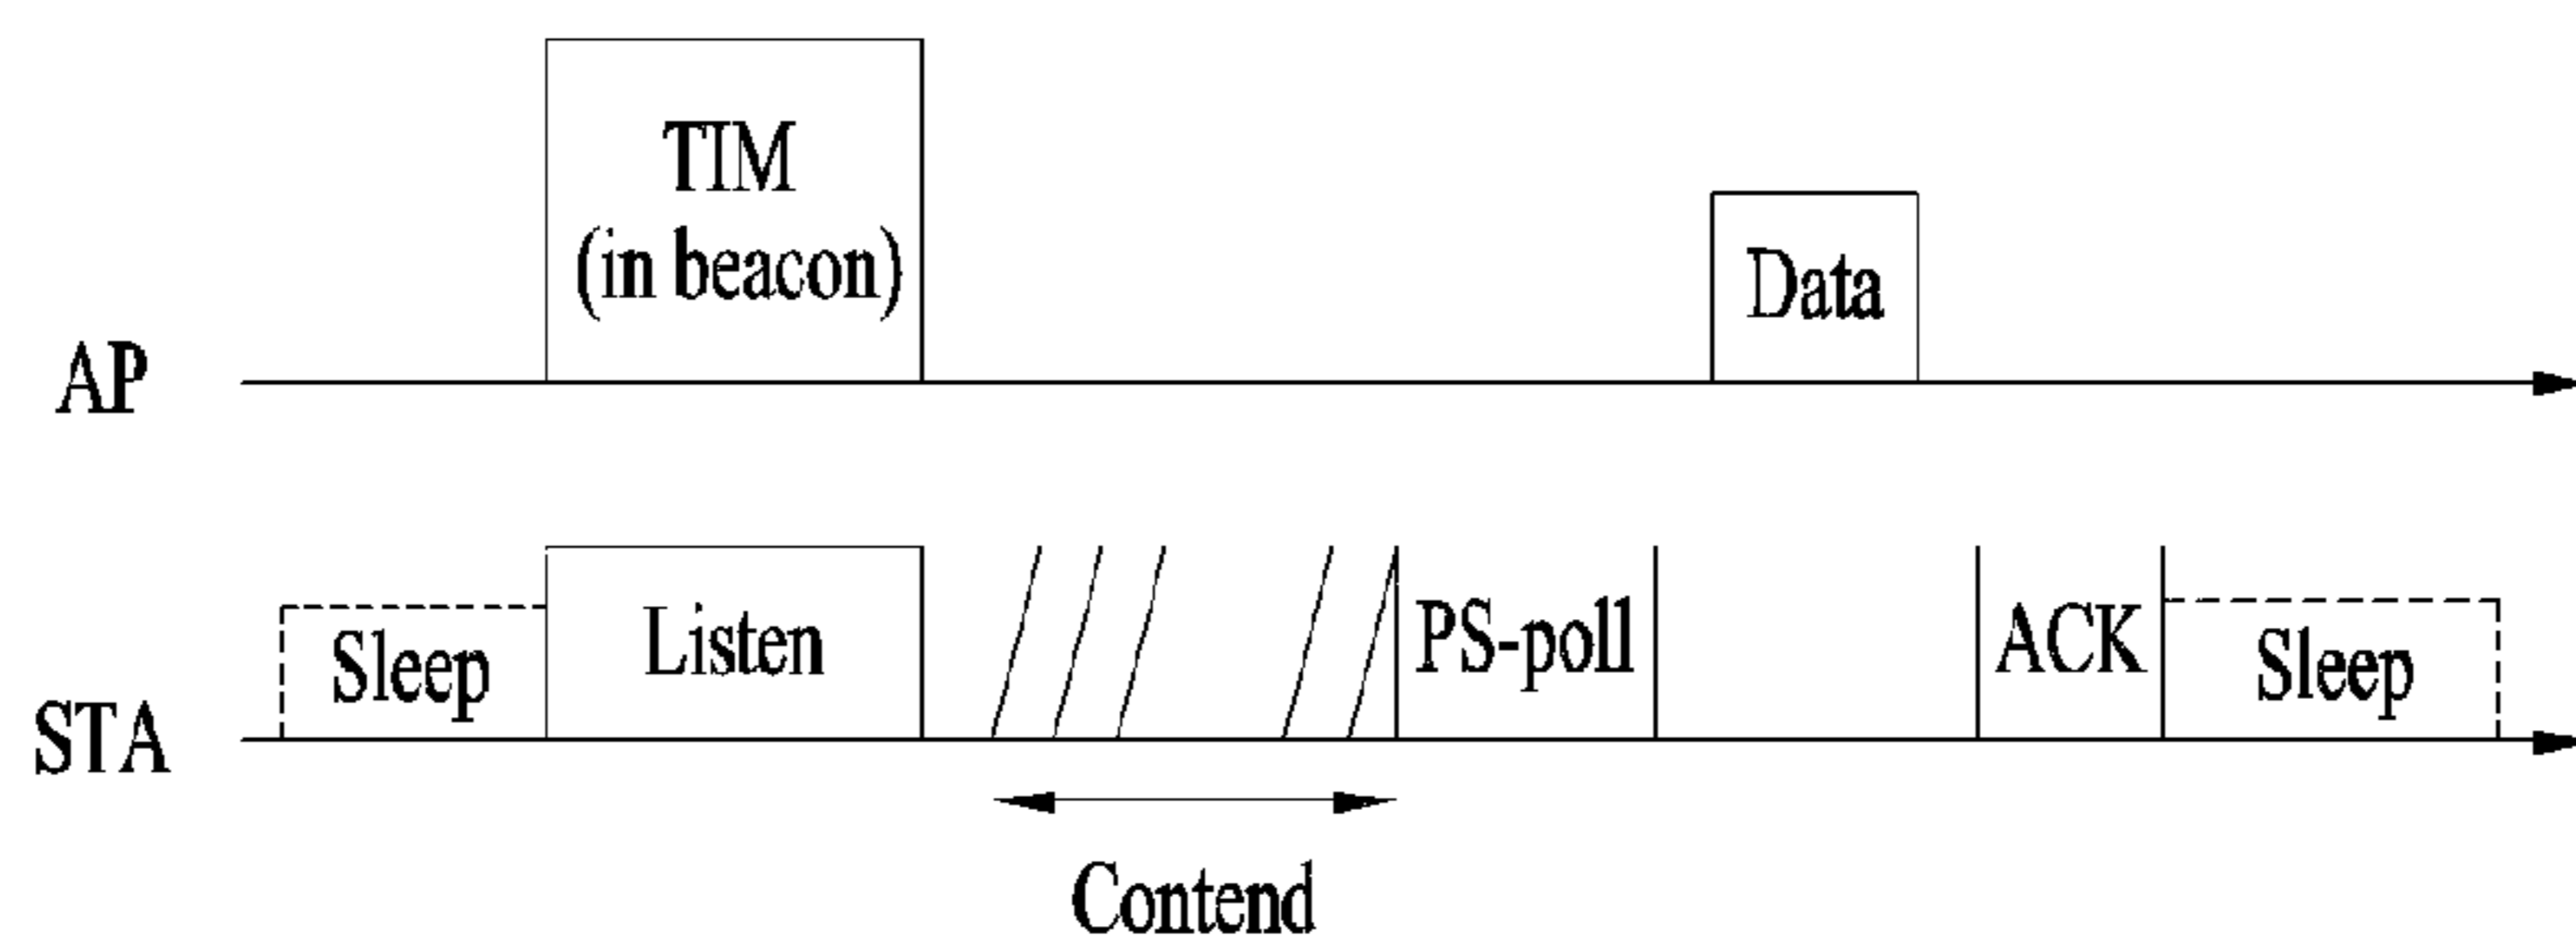 TIM
(in beacon)
Data
AP
Sleep
Listen
PS-poll
ACK
Sleep
STA
Contend